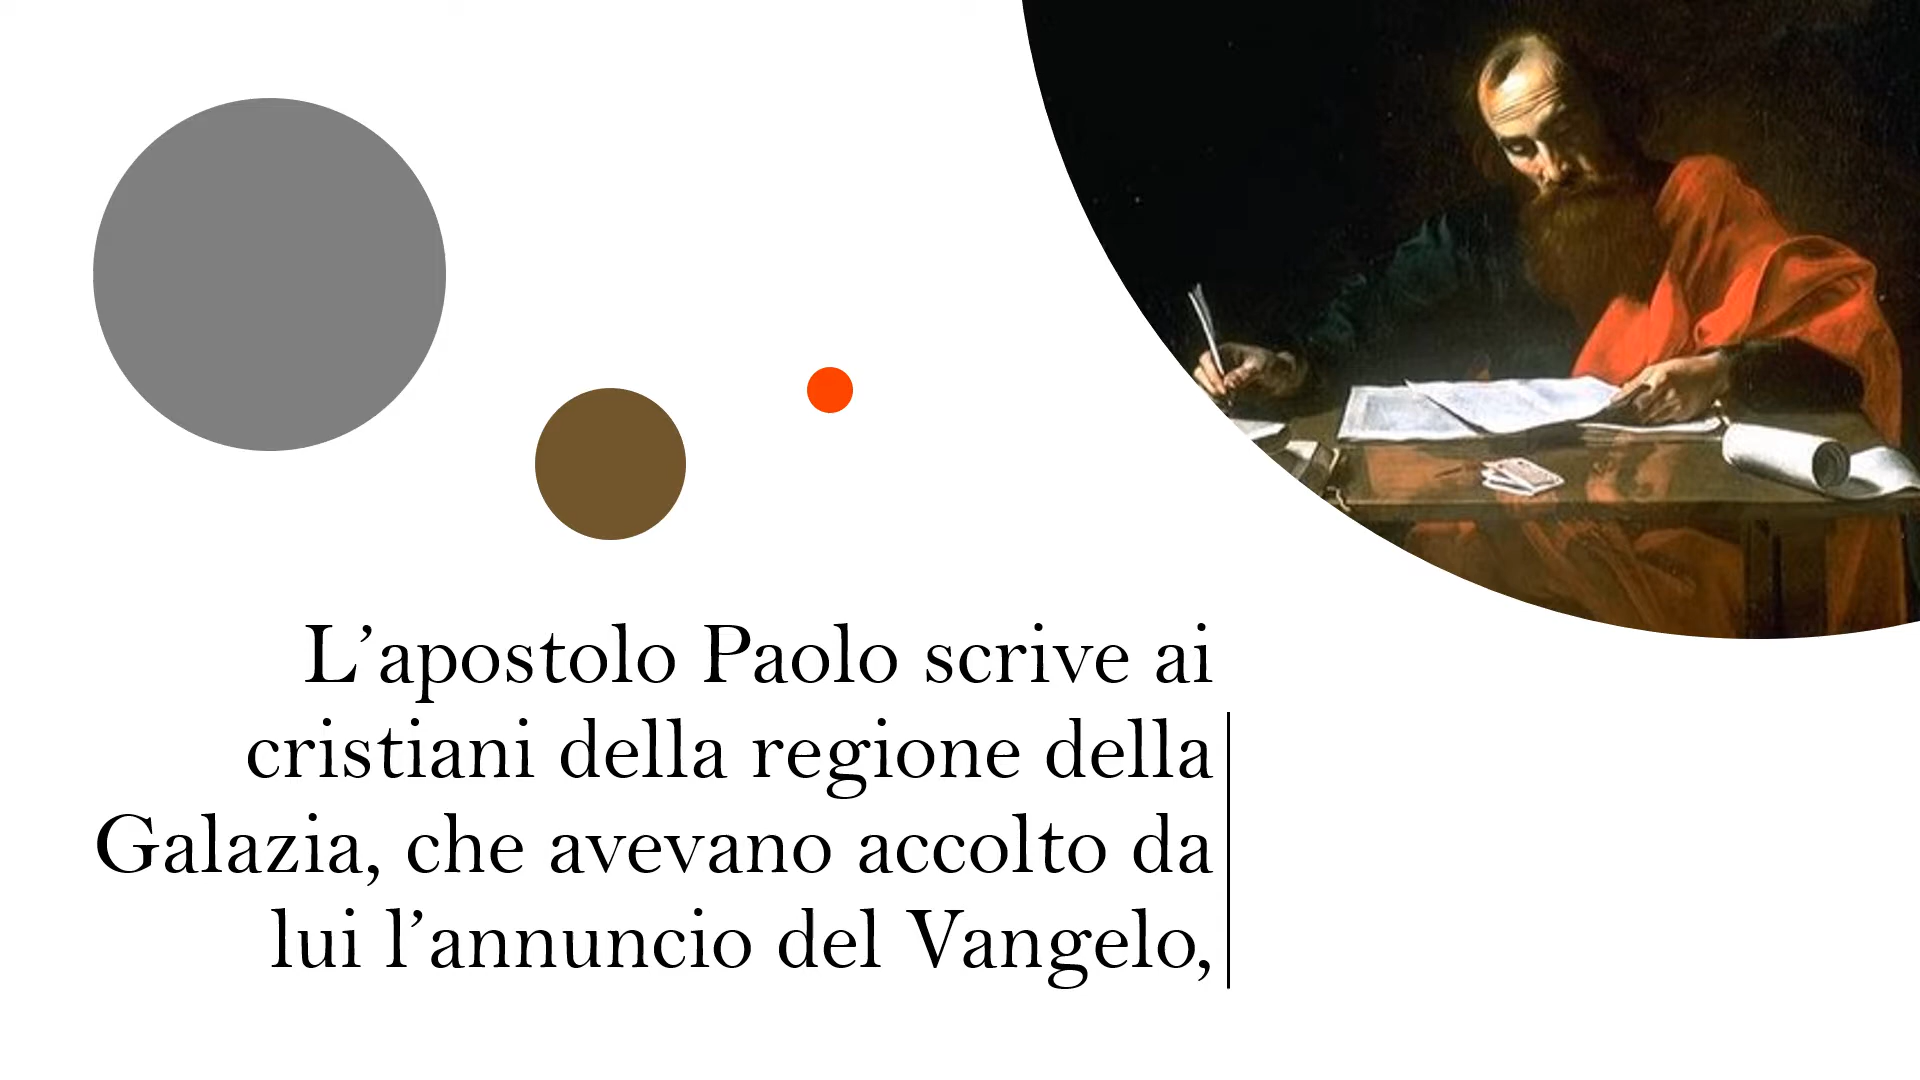 L’apostolo Paolo scrive ai
cristiani della regione della
Galazia, che avevano accolto da
lui l’annuncio del Vangelo,